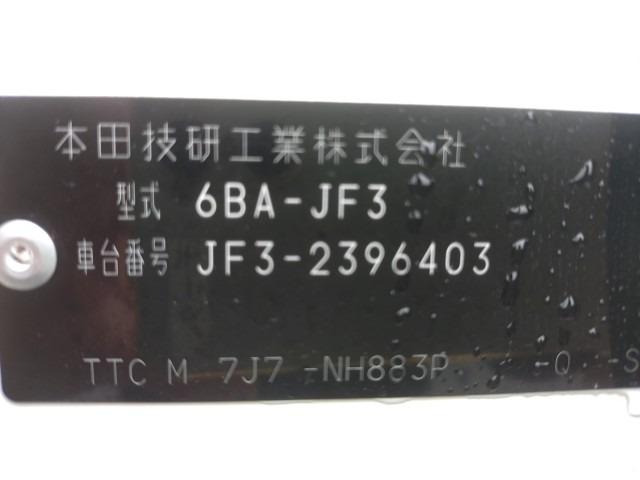 本田技研工業株式会社
型式 6BA-JF3
車台番号 JF3-2396403
TTC M 7J7 -NH883P -Q -S